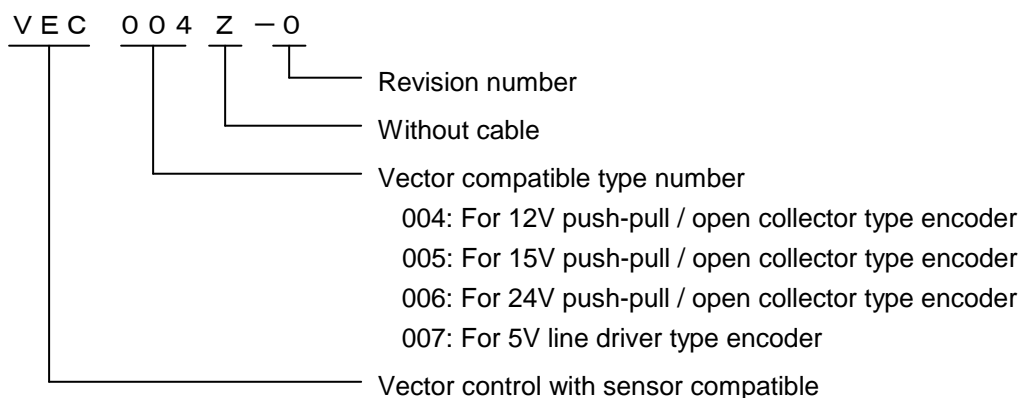 VEC 004 Z -0
Revision number
Without cable
Vector compatible type number
004: For 12V push-pull / open collector type encoder
005: For 15V push-pull / open collector type encoder
006: For 24V push-pull / open collector type encoder
007: For 5V line driver type encoder
Vector control with sensor compatible